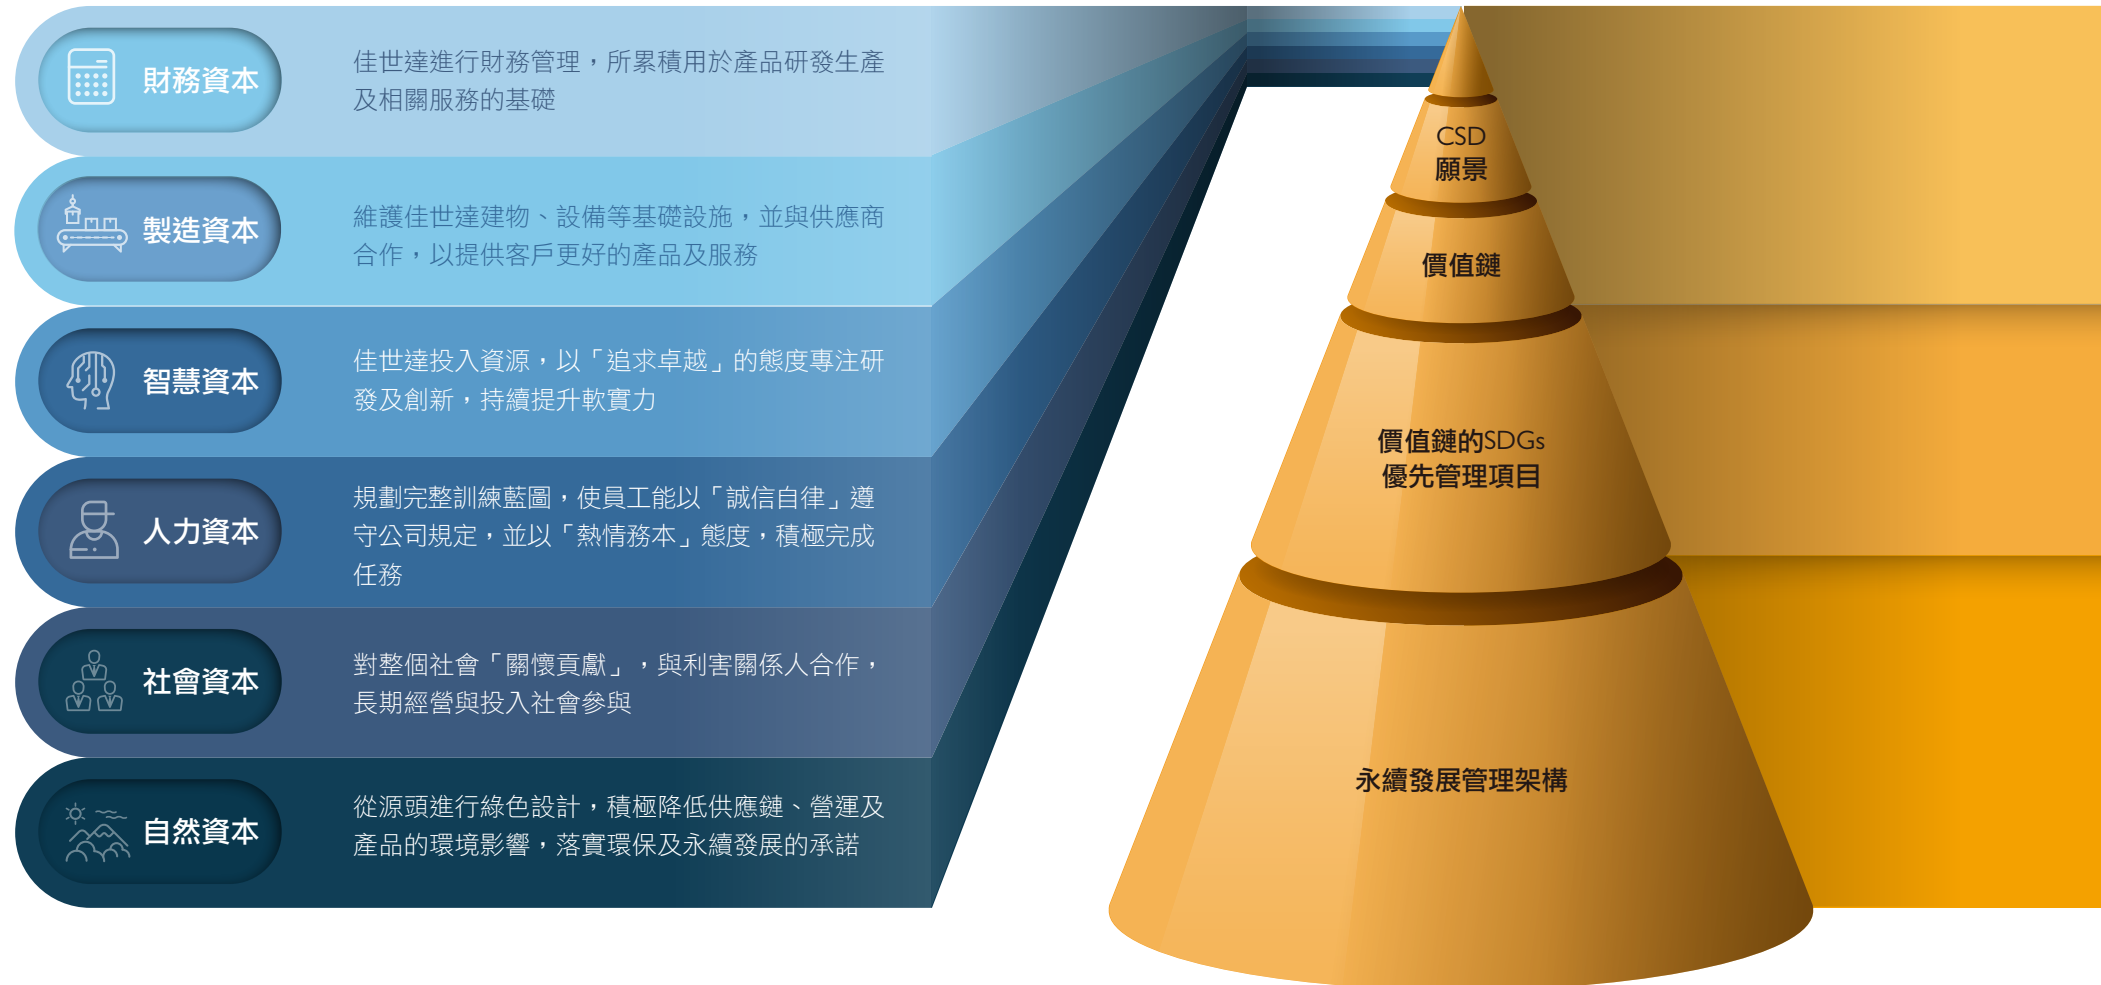 財務資本
佳世達進行財務管理，所累積用於產品研發生產
及相關服務的基礎
製造資本
維護佳世達建物、設備等基礎設施，並與供應商
合作，以提供客戶更好的產品及服務
智慧資本
佳世達投入資源，以「追求卓越」的態度專注研
發及創新，持續提升軟實力
人力資本
規劃完整訓練藍圖，使員工能以「誠信自律」遵
守公司規定，並以「熱情務本」態度，積極完成
任務
社會資本
對整個社會「關懷貢獻」，與利害關係人合作，
長期經營與投入社會參與
自然資本
從源頭進行綠色設計，積極降低供應鏈、營運及
產品的環境影響，落實環保及永續發展的承諾
CSD
願景
價值鏈
價值鏈的SDGs
優先管理項目
永續發展管理架構